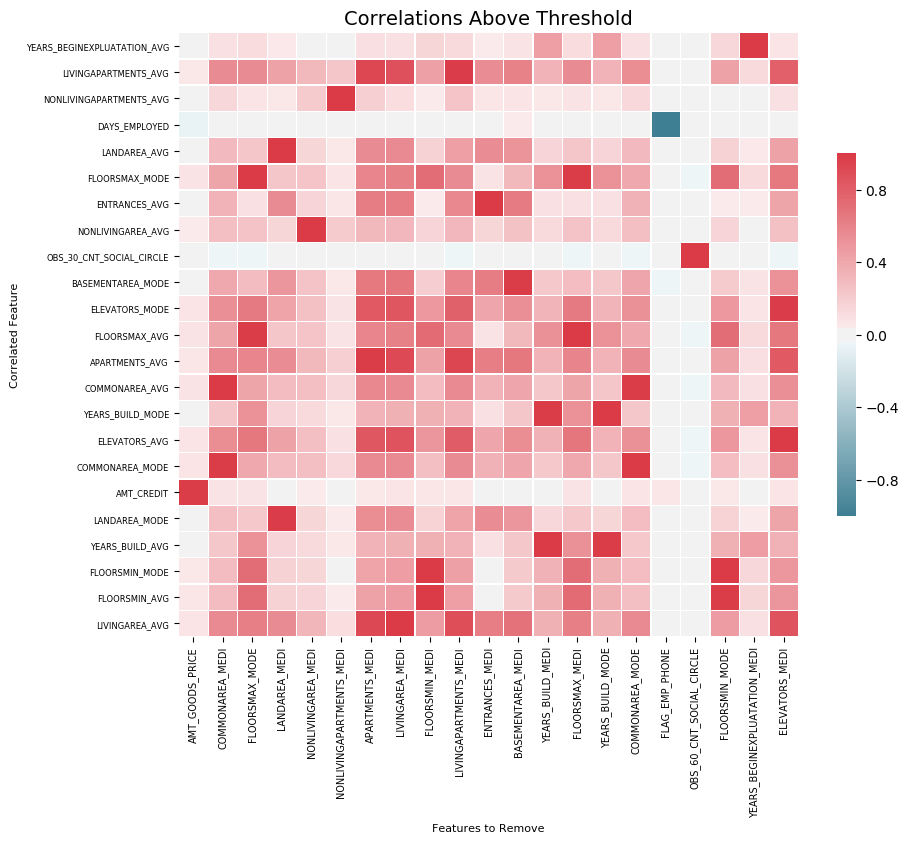 Correlations Above Threshold
YEARS_BEGINEXPLUATATION_AVG
LIVINGAPARTMENTS_AVG
NONLIVINGAPARTMENTS_AVG
DAYS_EMPLOYED
LANDAREA_AVG
FLOORSMAX_MODE
ENTRANCES_AVG
NONLIVINGAREA_AVG
OBS_30_CNT_SOCIAL_CIRCLE
BASEMENTAREA_MODE
ELEVATORS_MODE
FLOORSMAX_AVG
APARTMENTS_AVG
COMMONAREA_AVG
YEARS_BUILD_MODE
ELEVATORS_AVG
COMMONAREA_MODE
AMT_CREDIT
LANDAREA_MODE
YEARS_BUILD_AVG
FLOORSMIN_MODE
FLOORSMIN_AVG
LIVINGAREA_AVG
Correlated Feature
AMT_GOODS_PRICE
COMMONAREA_MEDI
FLOORSMAX_MODE
LANDAREA_MEDI
NONLIVINGAREA_MEDI
NONLIVINGAPARTMENTS_MEDI
APARTMENTS_MEDI
LIVINGAREA_MEDI
FLOORSMIN_MEDI
LIVINGAPARTMENTS_MEDI
ENTRANCES_MEDI
BASEMENTAREA_MEDI
YEARS_BUILD_MEDI
FLOORSMAX_MEDI
YEARS_BUILD_MODE
COMMONAREA_MODE
FLAG_EMP_PHONE
OBS_60_CNT_SOCIAL_CIRCLE
FLOORSMIN_MODE
YEARS_BEGINEXPLUATATION_MEDI
ELEVATORS_MEDI
Features to Remove
0.8
0.4
0.0
−0.4
−0.8